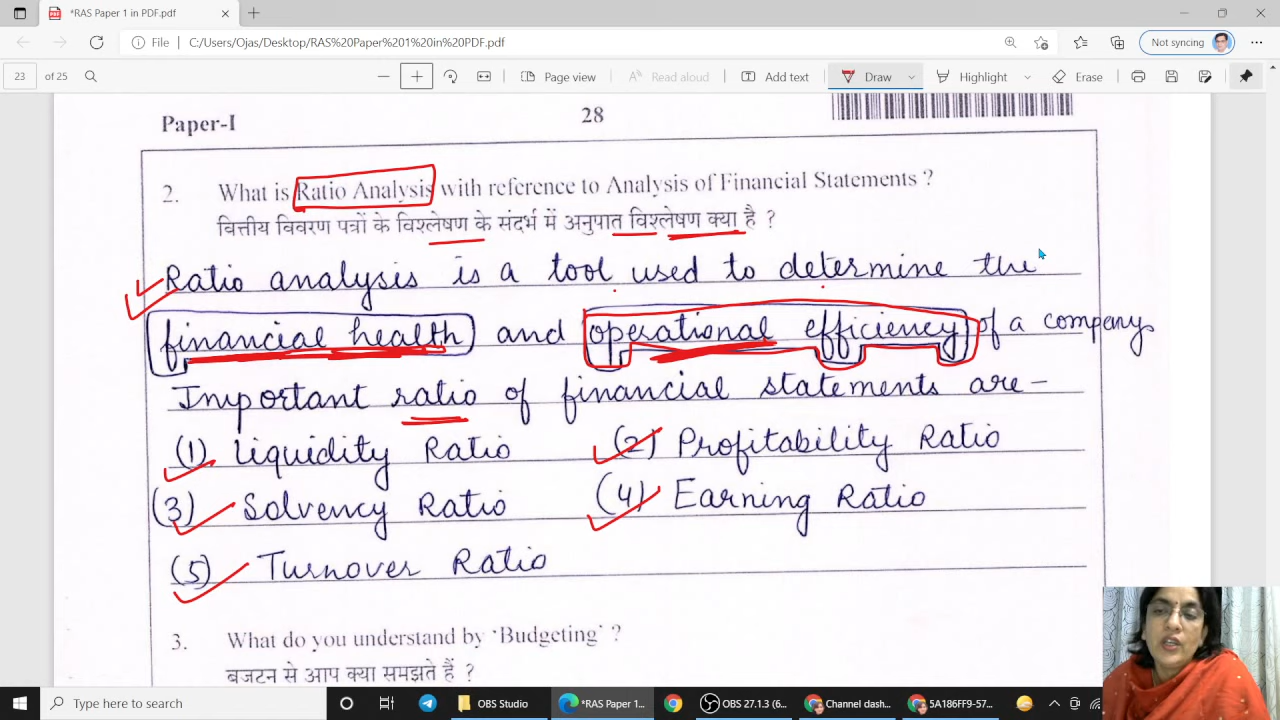 *RAS Paper 1 in PDF.pdf
File C:/Users/Ojas/Desktop/RAS%20Paper%201%20in%20PDF.pdf Not syncing
23 of 25 Page view Read aloud Add text Draw Highlight Erase
Paper-I 28
2. What is Ratio Analysis with reference to Analysis of Financial Statements ?
वित्तीय विवरण पत्रों के विश्लेषण के संदर्भ में अनुपात विश्लेषण क्या है ?
Ratio analysis is a tool used to determine the
financial health and operational efficiency of a company
Important ratio of financial statements are-
(1) Liquidity Ratio (2) Profitability Ratio
(3) Solvency Ratio (4) Earning Ratio
(5) Turnover Ratio
3. What do you understand by 'Budgeting' ?
बजटन से आप क्या समझते हैं ?
Type here to search OBS Studio *RAS Paper 1... OBS 27.1.3 (6... Channel dash... 5A186FF9-57... ENG